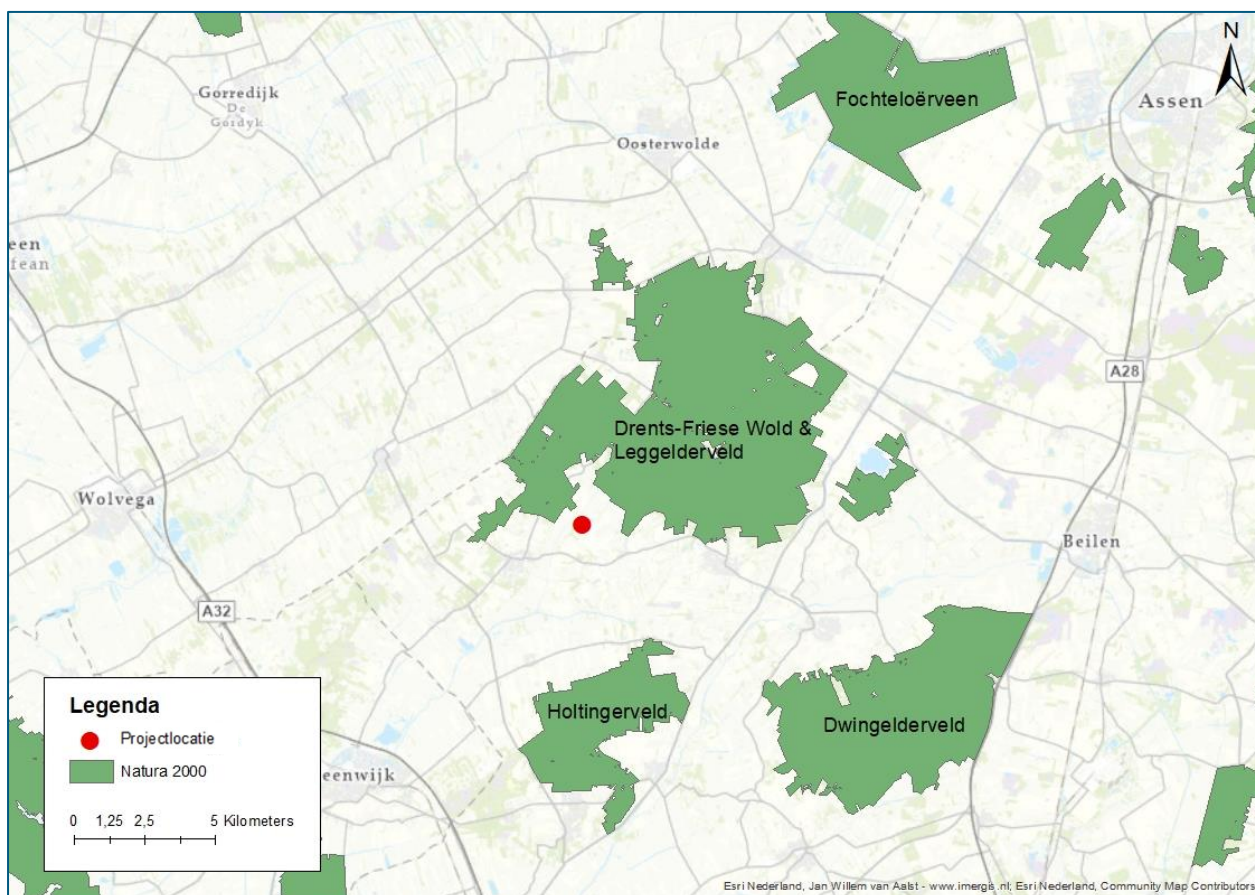 N
Fochteloërveen
Assen
Gorredijk
De
Gordyk
Oosterwolde
een
A28
Drents-Friese Wold &
Leggelderveld
Wolvega
Beilen
A32
Holtingerveld
Dwingelderveld
eenwijk
Legenda
Projectlocatie
Natura 2000
0 1,25 2,5 5 Kilometers
Esri Nederland, Jan Willem van Aalst - www.imergis.nl; Esri Nederland, Community Map Contributors